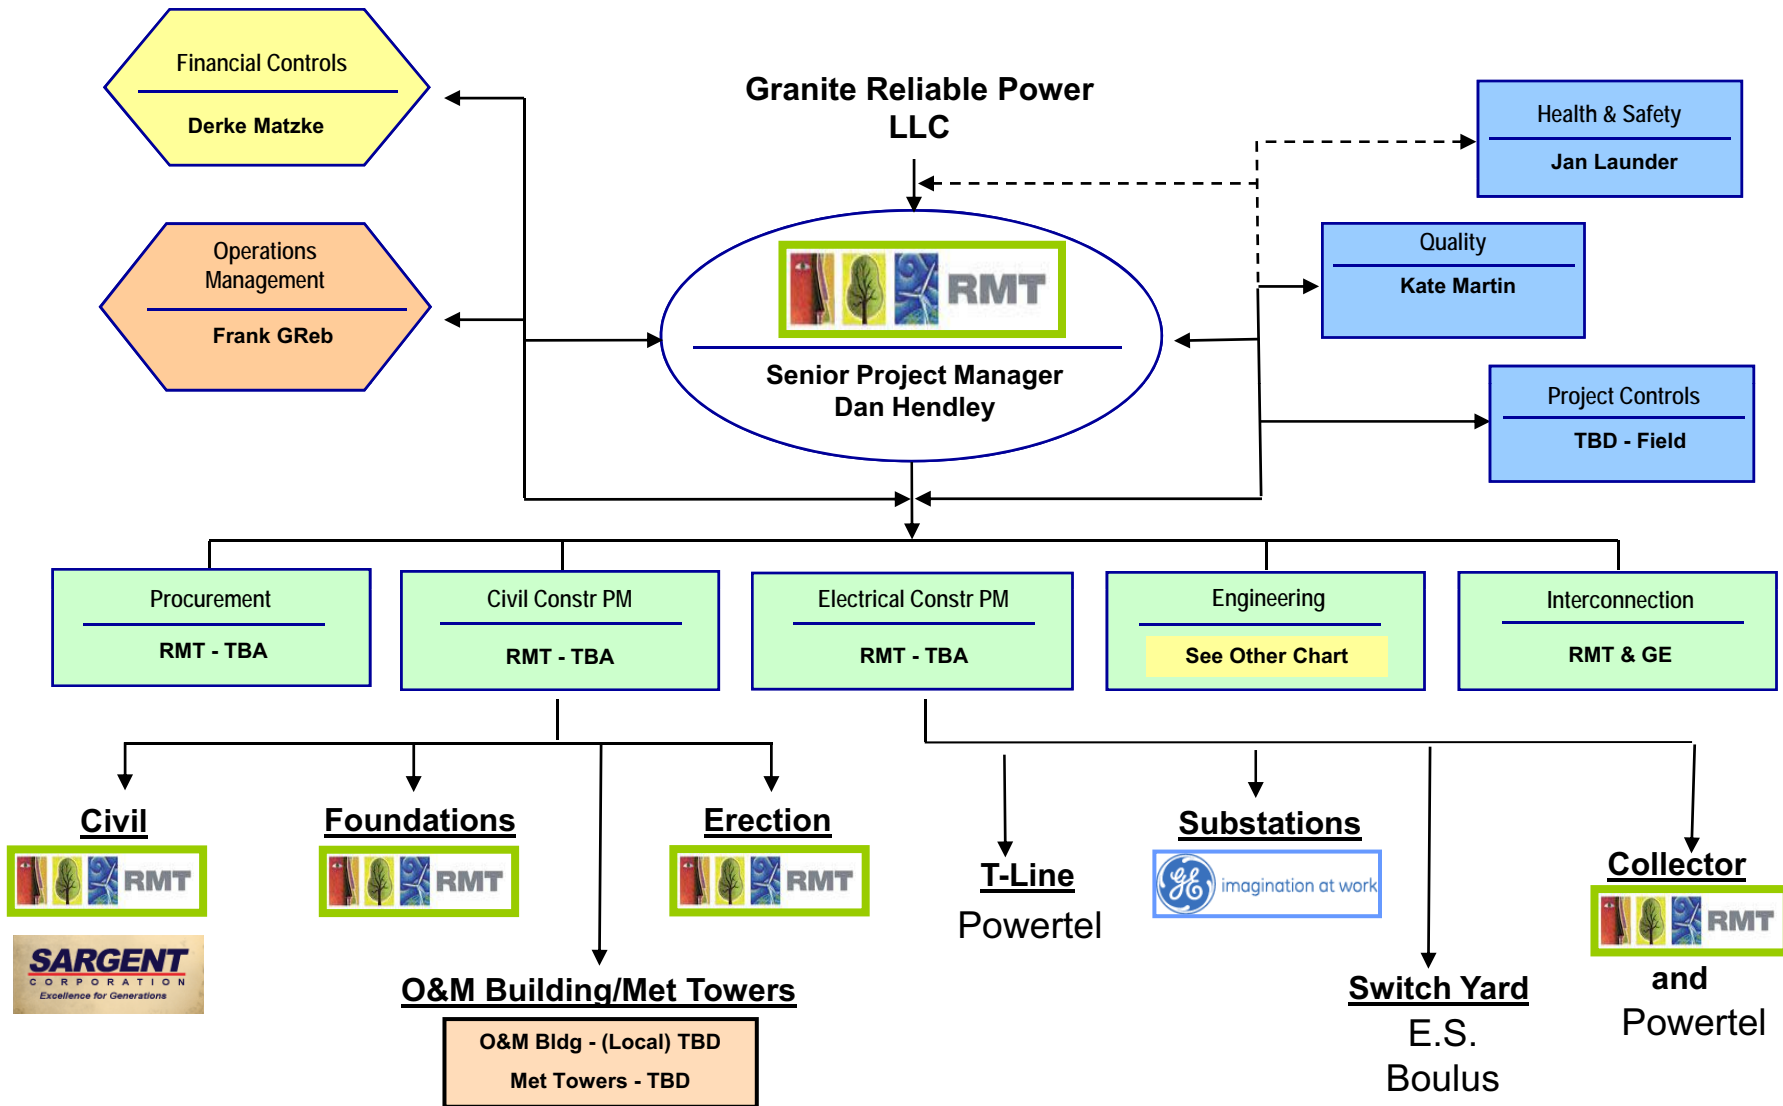 Financial Controls
Derke Matzke
Granite Reliable Power
LLC
Health & Safety
Jan Launder
Operations
Management
Frank GReb
Quality
Kate Martin
RMT
Senior Project Manager
Dan Hendley
Project Controls
TBD - Field
Procurement
RMT - TBA
Civil Constr PM
RMT - TBA
Electrical Constr PM
RMT - TBA
Engineering
See Other Chart
Interconnection
RMT & GE
Civil
RMT
SARGENT
CORPORATION
Excellence for Generations
Foundations
RMT
Erection
RMT
O&M Building/Met Towers
O&M Bldg - (Local) TBD
Met Towers - TBD
T-Line
Powertel
Substations
GE imagination at work
Switch Yard
E.S.
Boulus
Collector
RMT
and
Powertel